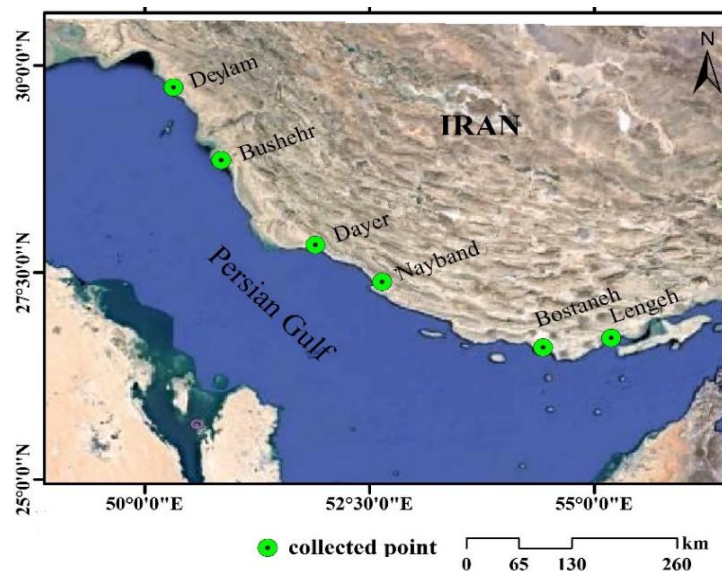 N
30°0'0"N
Deylam
IRAN
Bushehr
Dayer
Nayband
27°30'0"N
Persian Gulf
Bostaneh
Lengeh
25°0'0"N
50°0'0"E
52°30'0"E
55°0'0"E
collected point
km
0
65
130
260